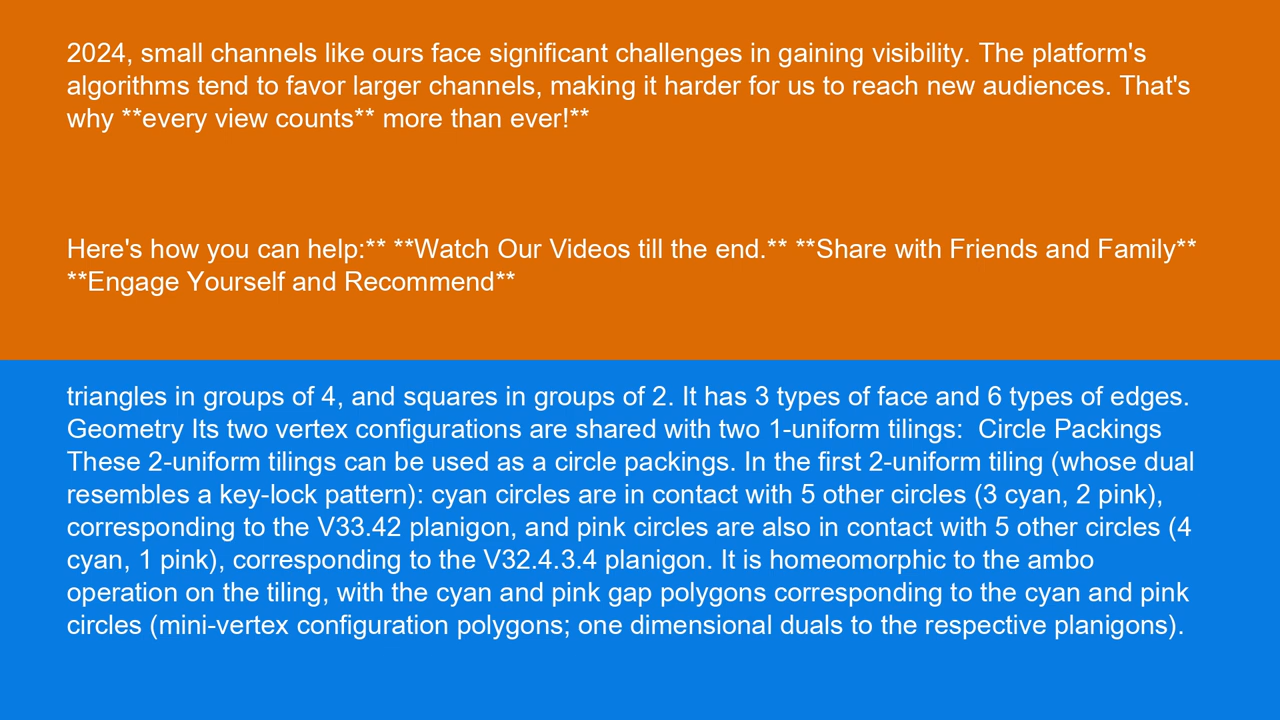 2024, small channels like ours face significant challenges in gaining visibility. The platform's
algorithms tend to favor larger channels, making it harder for us to reach new audiences. That's
why **every view counts** more than ever!**
Here's how you can help:** **Watch Our Videos till the end.** **Share with Friends and Family**
**Engage Yourself and Recommend**
triangles in groups of 4, and squares in groups of 2. It has 3 types of face and 6 types of edges.
Geometry Its two vertex configurations are shared with two 1-uniform tilings:  Circle Packings
These 2-uniform tilings can be used as a circle packings. In the first 2-uniform tiling (whose dual
resembles a key-lock pattern): cyan circles are in contact with 5 other circles (3 cyan, 2 pink),
corresponding to the V33.42 planigon, and pink circles are also in contact with 5 other circles (4
cyan, 1 pink), corresponding to the V32.4.3.4 planigon. It is homeomorphic to the ambo
operation on the tiling, with the cyan and pink gap polygons corresponding to the cyan and pink
circles (mini-vertex configuration polygons; one dimensional duals to the respective planigons).